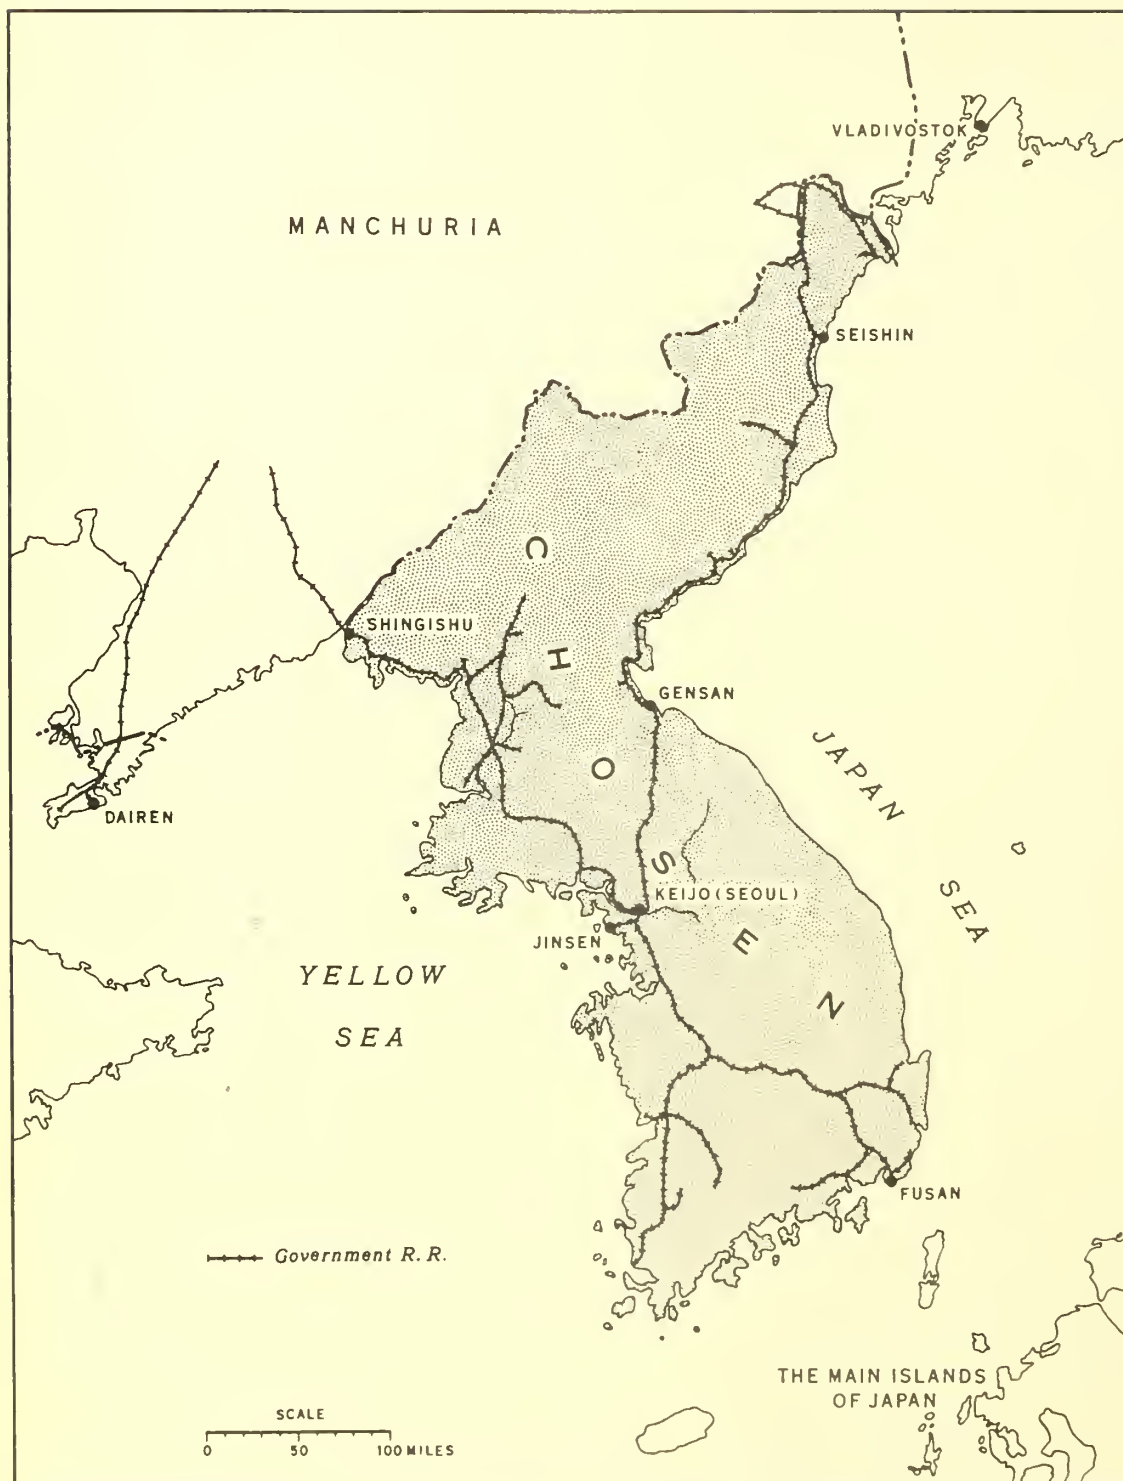 VLADIVOSTOK
MANCHURIA
SEISHIN
CHOSEN
SHINGISHU
GENSAN
JAPAN SEA
DAIREN
KEIJO (SEOUL)
JINSEN
YELLOW
SEA
FUSAN
Government R. R.
THE MAIN ISLANDS
OF JAPAN
SCALE
0 50 100 MILES